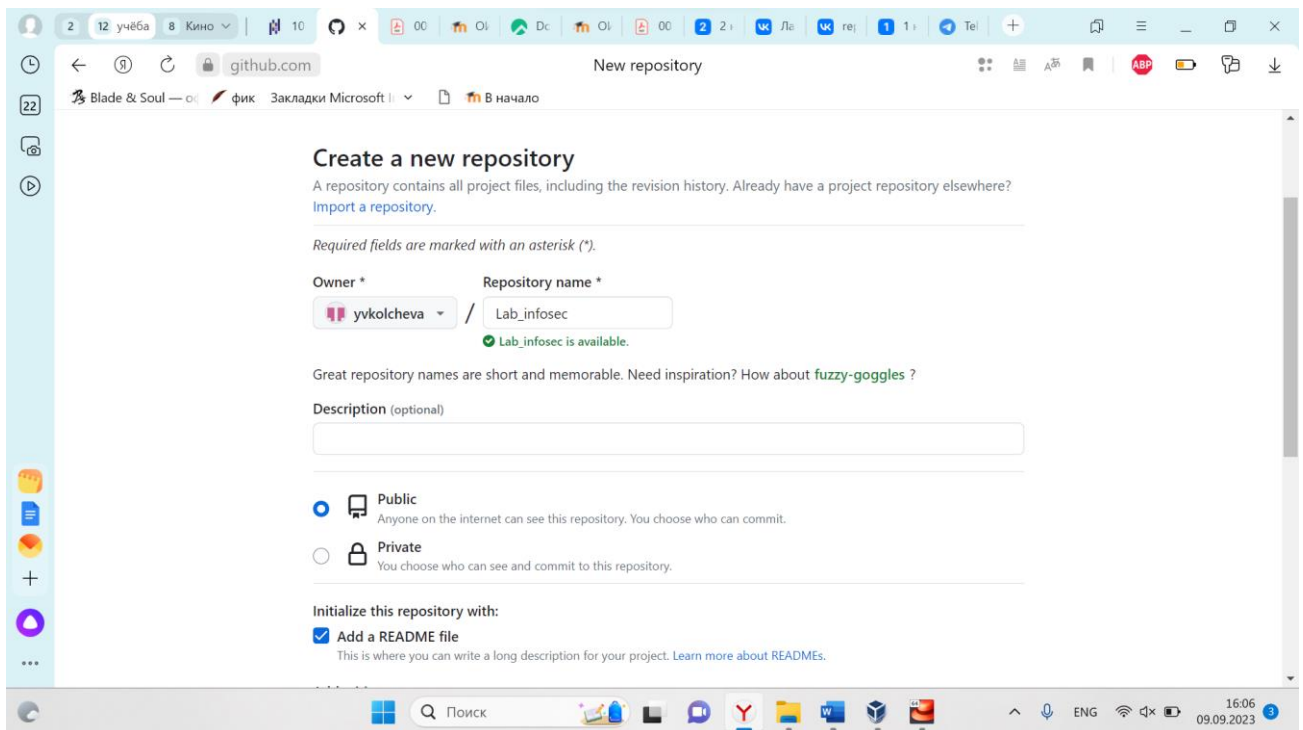 2 12 учёба 8 Кино 10 00 Ol Dc Ol 00 2 2 Ла re 1 1 Tel
github.com New repository ABP
22 Blade & Soul — о фик Закладки Microsoft В начало
Create a new repository
A repository contains all project files, including the revision history. Already have a project repository elsewhere?
Import a repository.
Required fields are marked with an asterisk (*).
Owner * Repository name *
yvkolcheva / Lab_infosec
Lab_infosec is available.
Great repository names are short and memorable. Need inspiration? How about fuzzy-goggles ?
Description (optional)
Public
Anyone on the internet can see this repository. You choose who can commit.
Private
You choose who can see and commit to this repository.
Initialize this repository with:
Add a README file
This is where you can write a long description for your project. Learn more about READMEs.
Поиск ENG 16:06 3
09.09.2023